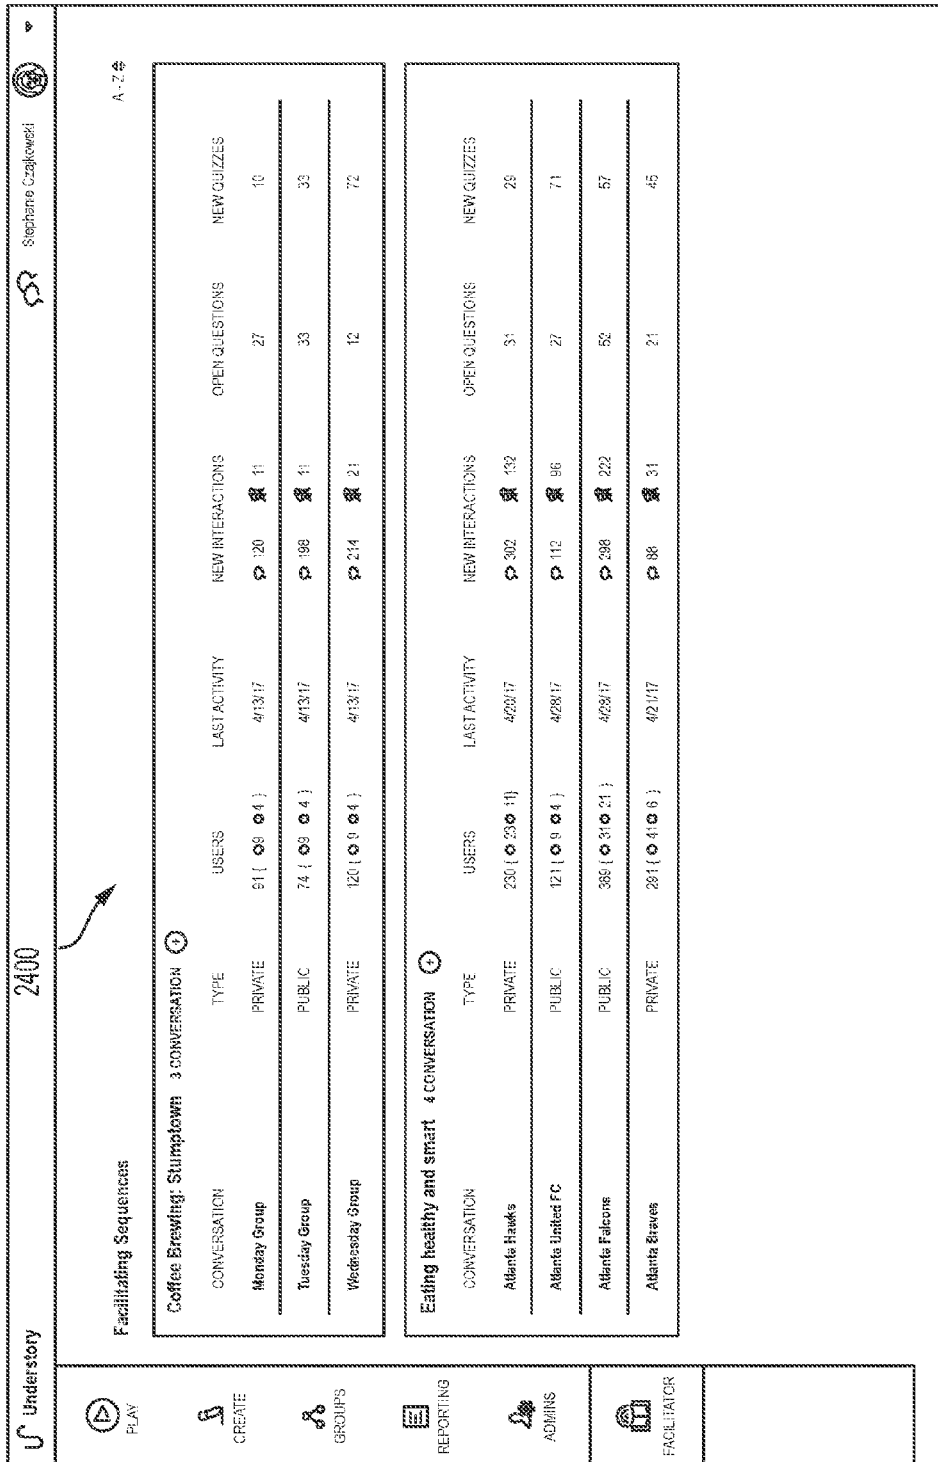 Understory
2400
Stephane Czajkowski
PLAY
CREATE
GROUPS
REPORTING
ADMINS
FACILITATOR
Facilitating Sequences
A - Z
Coffee Brewing: Stumptown 3 CONVERSATION +
CONVERSATION TYPE USERS LAST ACTIVITY NEW INTERACTIONS OPEN QUESTIONS NEW QUIZZES
Monday Group PRIVATE 91 ( 9 4 ) 4/13/17 120 11 27 10
Tuesday Group PUBLIC 74 ( 9 4 ) 4/13/17 198 11 33 33
Wednesday Group PRIVATE 120 ( 9 4 ) 4/13/17 214 21 12 72
Eating healthy and smart 4 CONVERSATION +
CONVERSATION TYPE USERS LAST ACTIVITY NEW INTERACTIONS OPEN QUESTIONS NEW QUIZZES
Atlanta Hawks PRIVATE 230 ( 23 11) 302 132 31 29
Atlanta United FC PUBLIC 121 ( 9 4 ) 4/28/17 112 96 27 71
Atlanta Falcons PUBLIC 389 ( 31 21 ) 4/28/17 298 222 52 57
Atlanta Braves PRIVATE 291 ( 41 6 ) 4/21/17 88 31 21 45